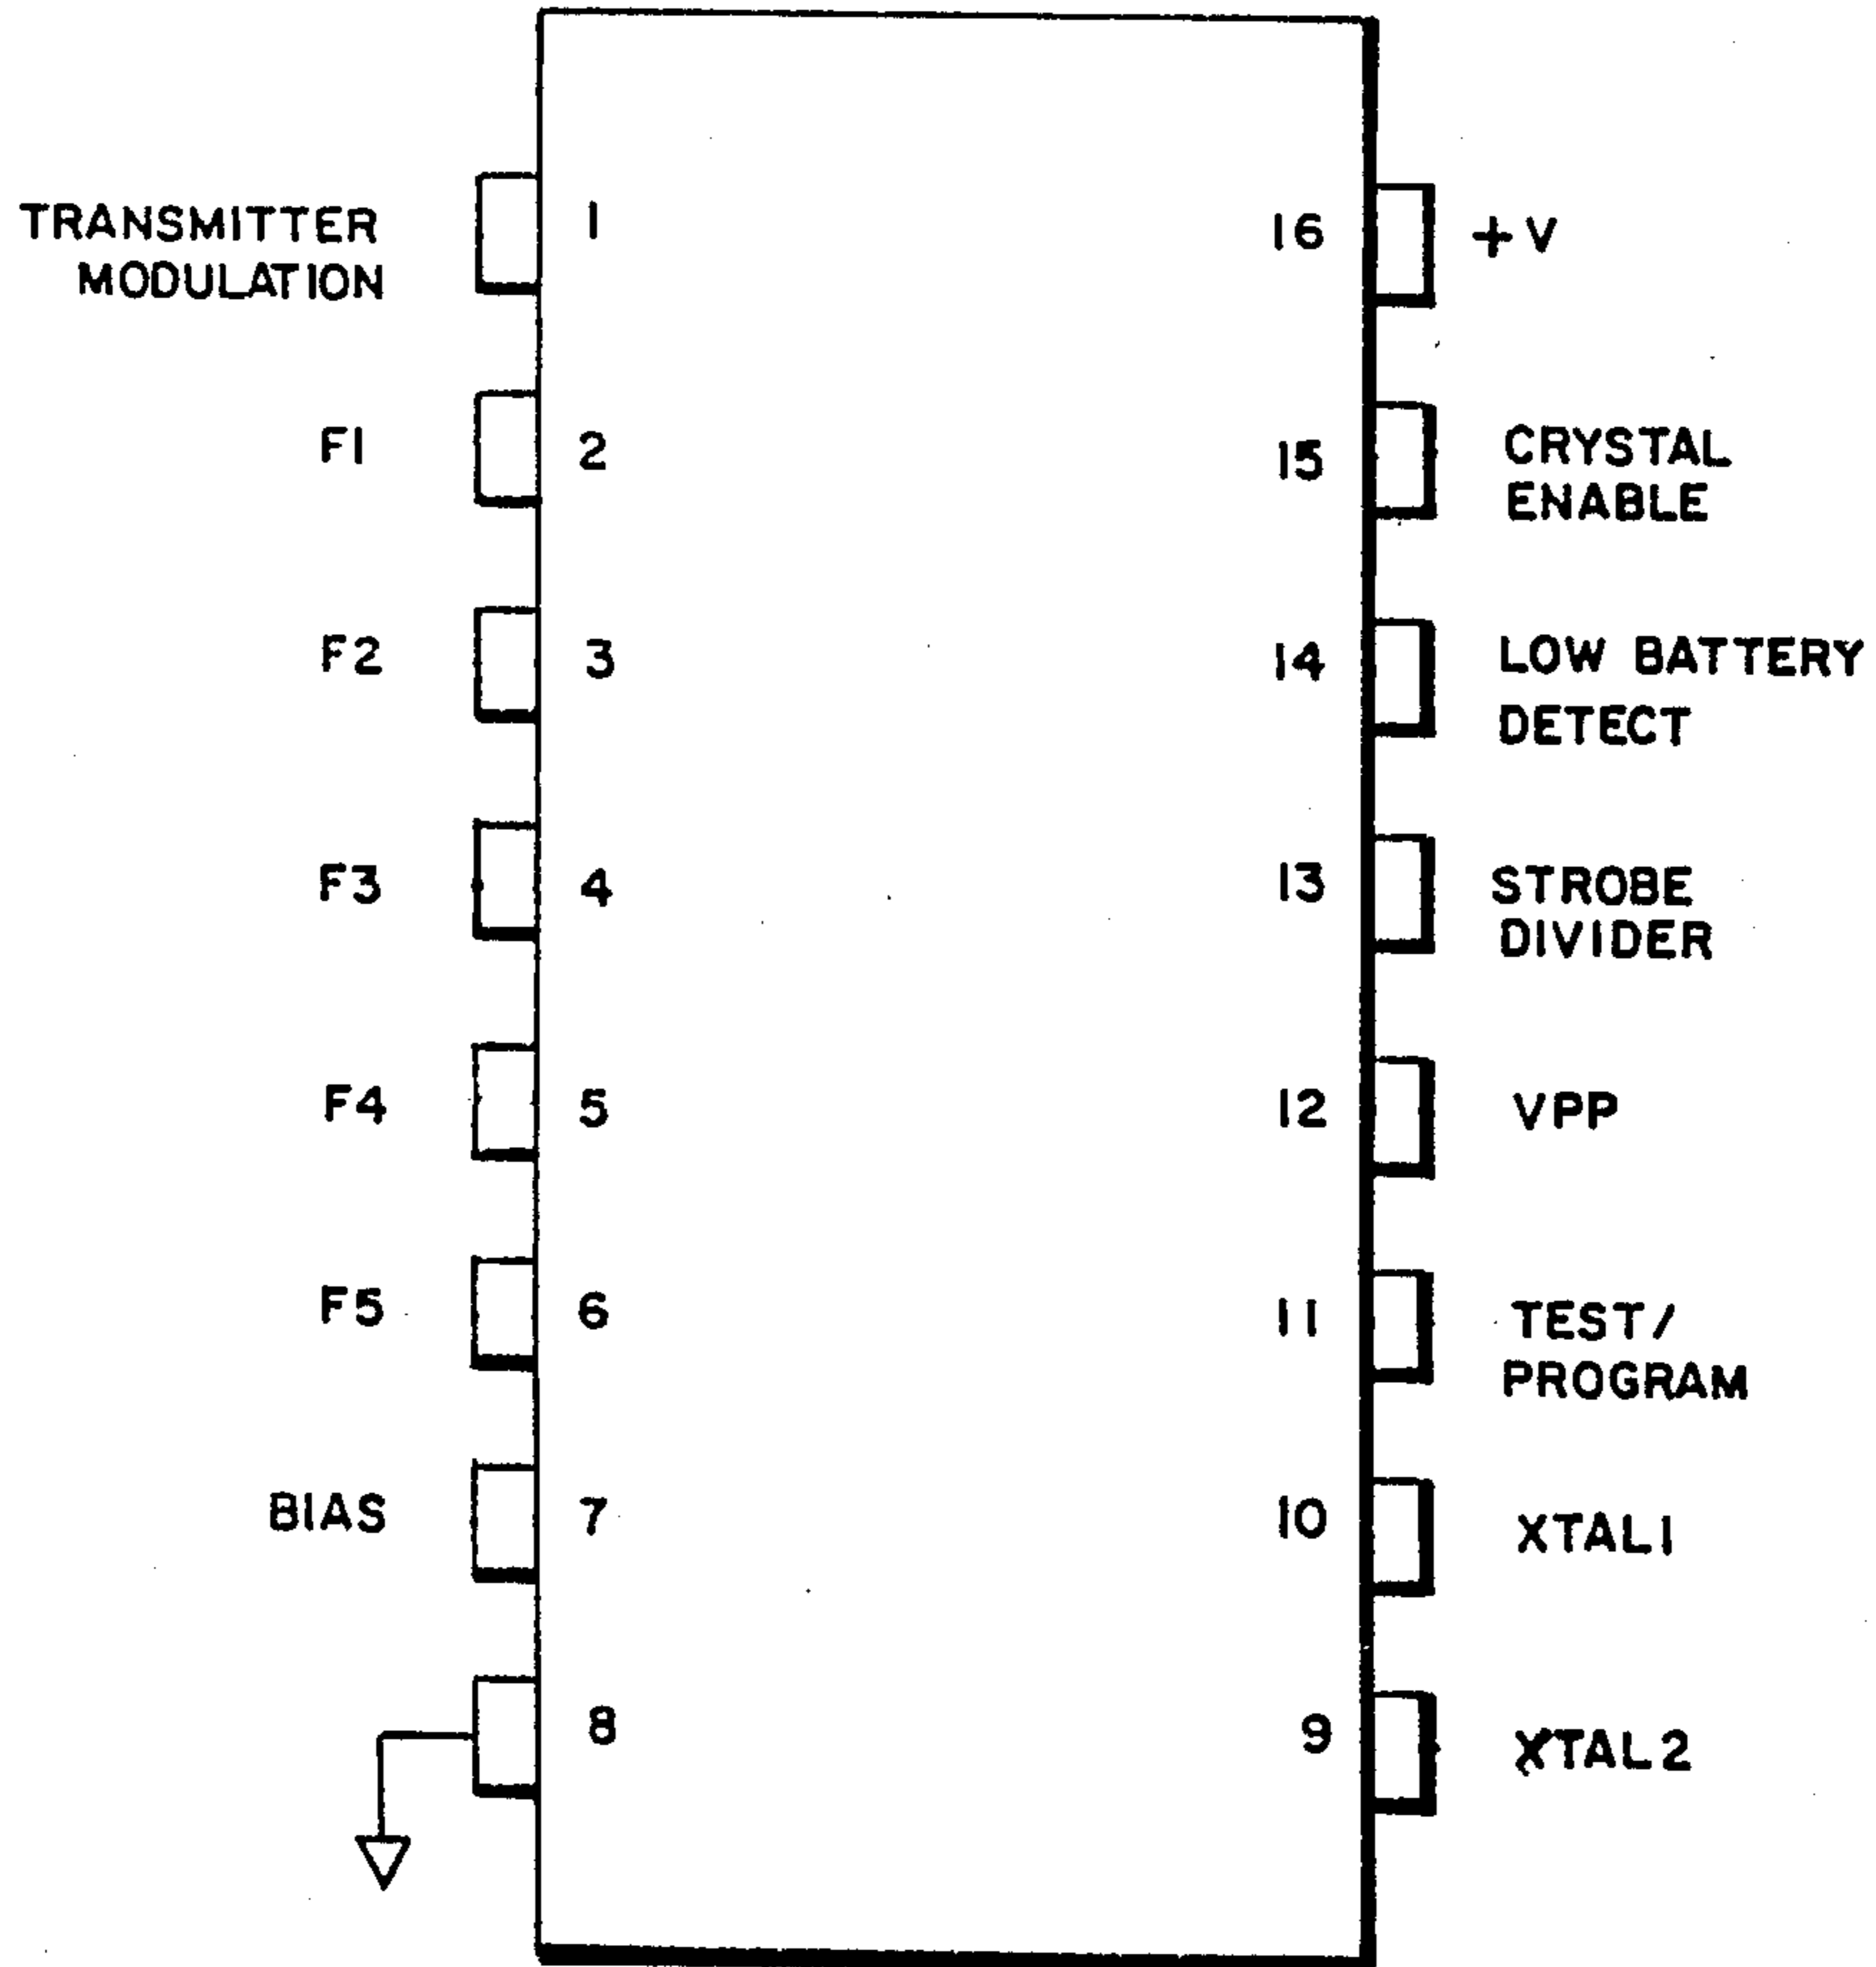 TRANSMITTER
MODULATION
1
16
+V
F1
2
15
CRYSTAL
ENABLE
F2
3
14
LOW BATTERY
DETECT
F3
4
13
STROBE
DIVIDER
F4
5
12
VPP
F5
6
11
TEST/
PROGRAM
BIAS
7
10
XTAL1
8
9
XTAL2